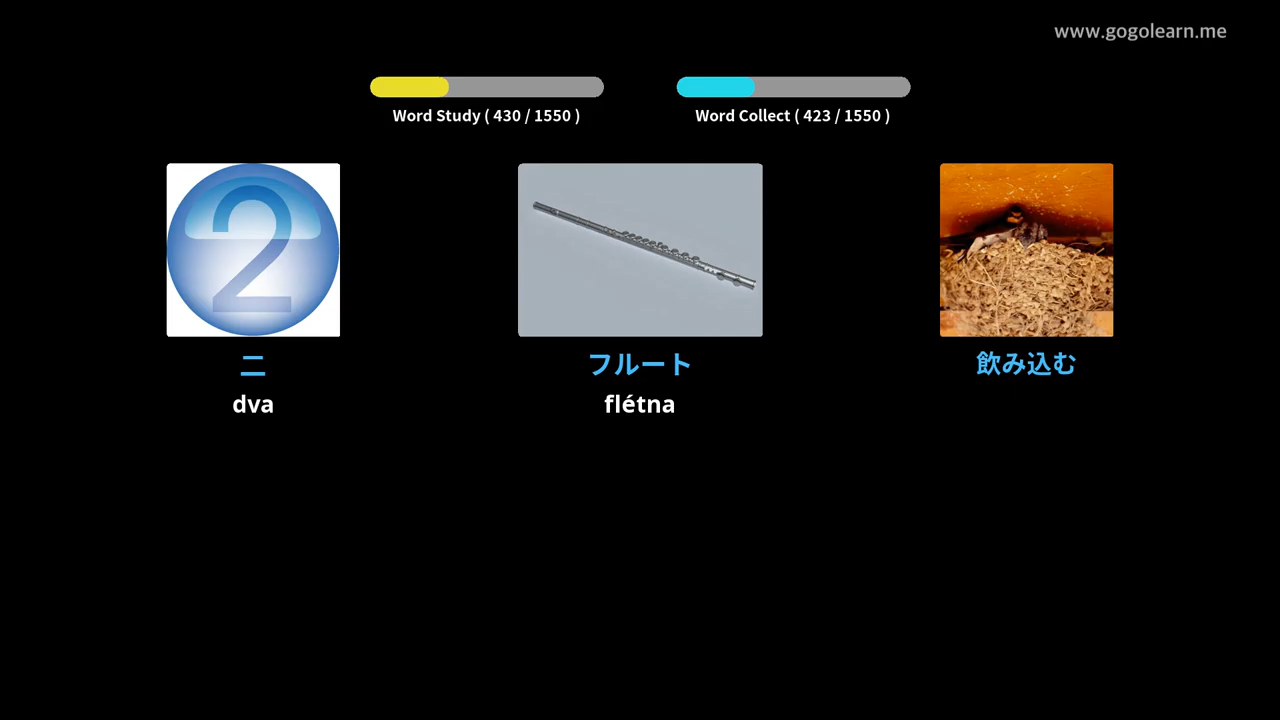 www.gogolearn.me
Word Study ( 430 / 1550 )
Word Collect ( 423 / 1550 )
2
二
フルート
飲み込む
dva
flétna